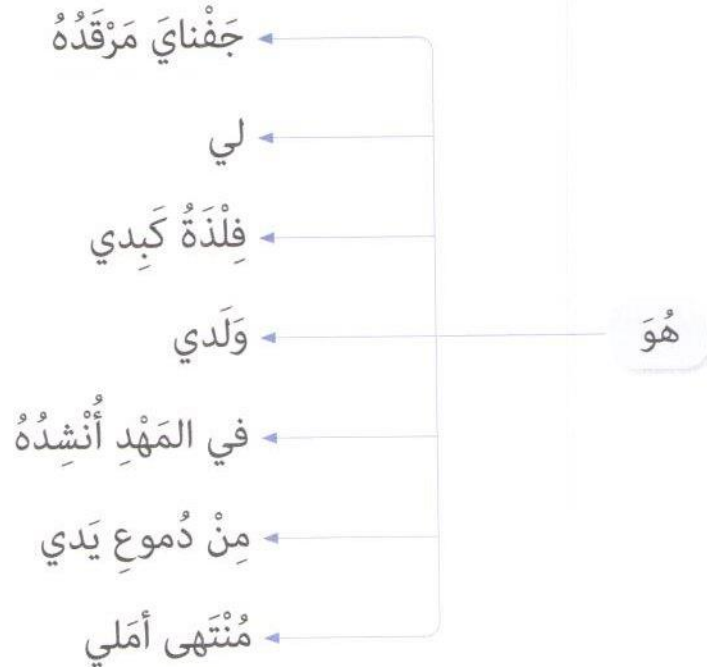 هُوَ
جَفْنايَ مَرْقَدُهُ
لي
فِلْذَةُ كَبِدي
وَلَدي
في المَهْدِ أُنْشِدُهُ
مِنْ دُموعِ يَدي
مُنْتَهى أمَلي